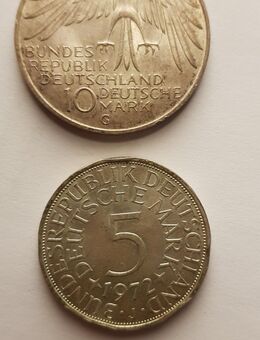 BUNDES
REPUBLIK
DEUTSCHLAND
10 DEUTSCHE
MARK
G
BUNDESREPUBLIK DEUTSCHLAND
DEUTSCHE MARK
5
1972
J